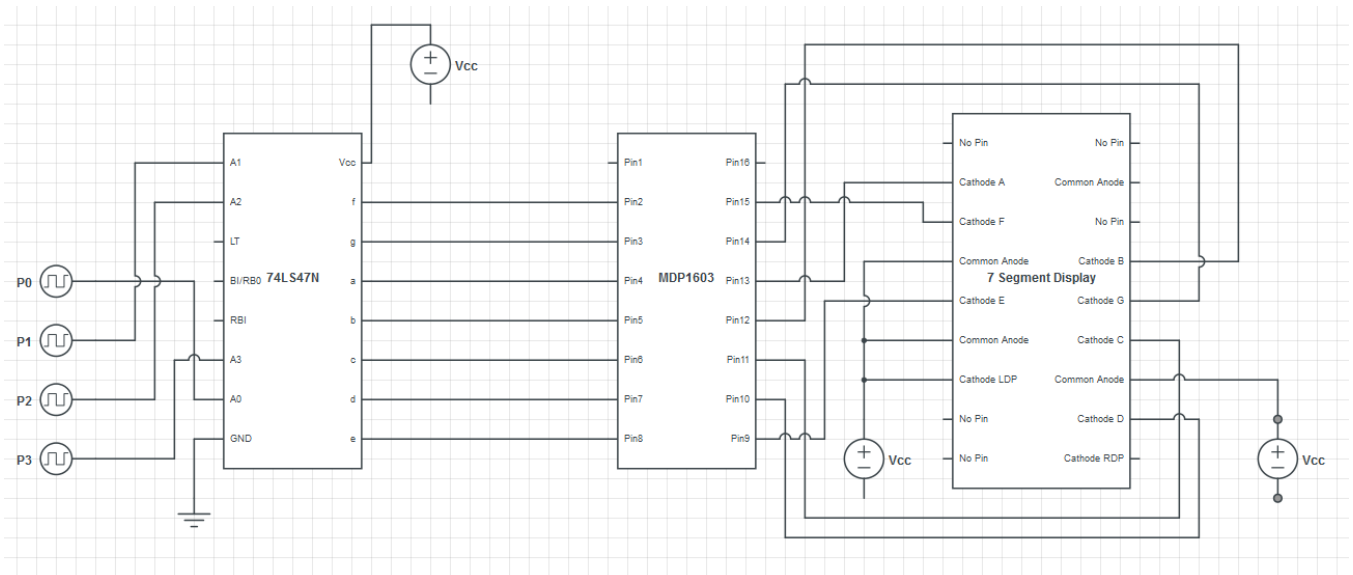 Vcc
A1
Vcc
A2
f
LT
g
P0
BI/RB0
74LS47N
a
RBI
b
P1
A3
c
P2
A0
d
P3
GND
e
Pin1
Pin16
Pin2
Pin15
Pin3
Pin14
Pin4
MDP1603
Pin13
Pin5
Pin12
Pin6
Pin11
Pin7
Pin10
Pin8
Pin9
No Pin
No Pin
Cathode A
Common Anode
Cathode F
No Pin
Common Anode
Cathode B
7 Segment Display
Cathode E
Cathode G
Common Anode
Cathode C
Cathode LDP
Common Anode
No Pin
Cathode D
No Pin
Cathode RDP
Vcc
Vcc